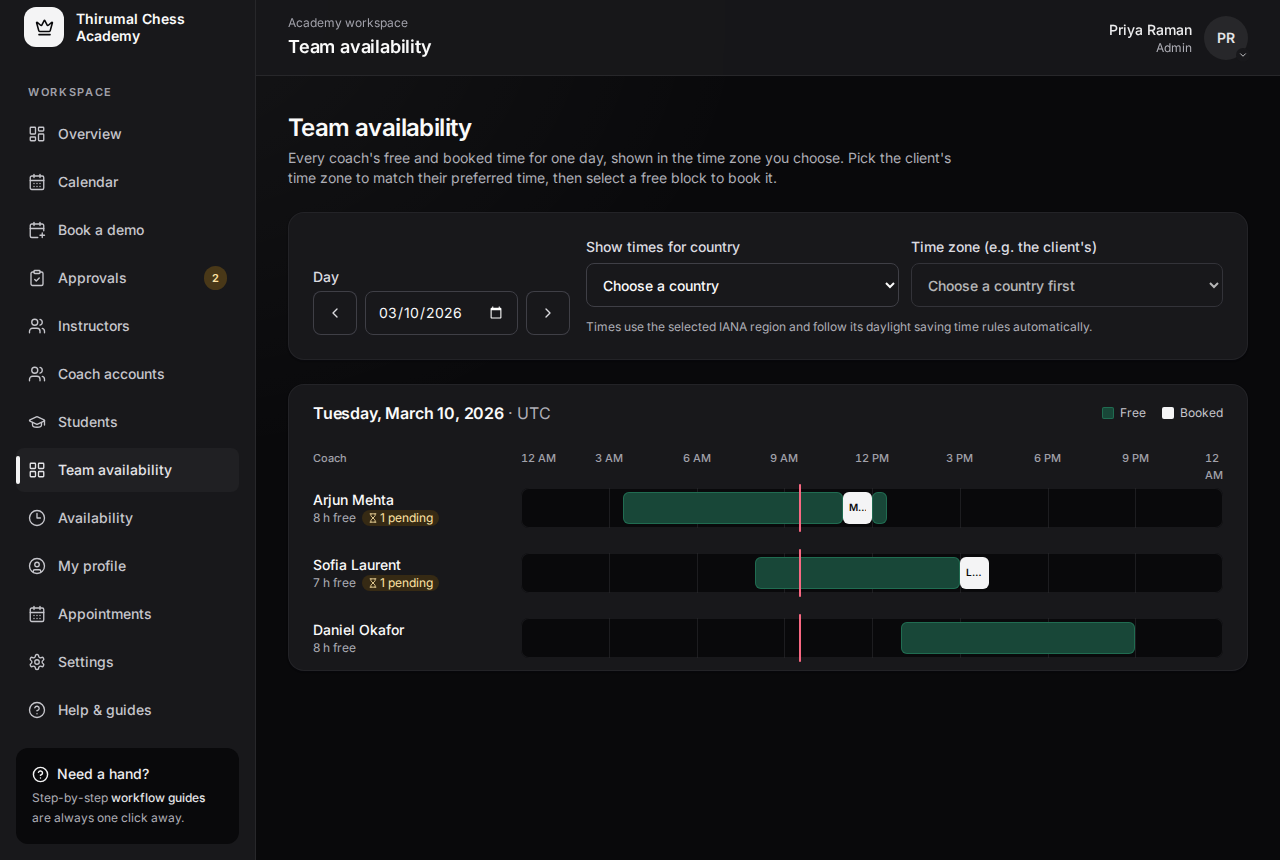 Thirumal Chess
Academy
WORKSPACE
Overview
Calendar
Book a demo
Approvals 2
Instructors
Coach accounts
Students
Team availability
Availability
My profile
Appointments
Settings
Help & guides
Need a hand?
Step-by-step workflow guides
are always one click away.
Academy workspace
Team availability
Priya Raman
Admin
PR
Team availability
Every coach's free and booked time for one day, shown in the time zone you choose. Pick the client's
time zone to match their preferred time, then select a free block to book it.
Day
03/10/2026
Show times for country
Choose a country
Time zone (e.g. the client's)
Choose a country first
Times use the selected IANA region and follow its daylight saving time rules automatically.
Tuesday, March 10, 2026 · UTC
Free Booked
Coach 12 AM 3 AM 6 AM 9 AM 12 PM 3 PM 6 PM 9 PM 12 AM
Arjun Mehta
8 h free 1 pending
M...
Sofia Laurent
7 h free 1 pending
L...
Daniel Okafor
8 h free